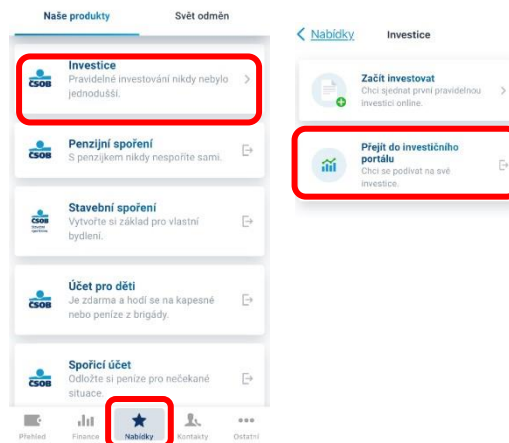 Naše produkty
Svět odměn
ČSOB
Investice
Pravidelné investování nikdy nebylo
jednodušší.
ČSOB
Penzijní spoření
S penzijkem nikdy nespoříte sami.
ČSOB
Stavební spoření
Vytvořte si základ pro vlastní
bydlení.
ČSOB
Účet pro děti
Je zdarma a hodí se na kapesné
nebo peníze z brigády.
ČSOB
Spořicí účet
Odložte si peníze pro nečekané
situace.
Přehled
Finance
Nabídky
Kontakty
Ostatní
Nabídky
Investice
Začít investovat
Chci sjednat první pravidelnou
investici online.
Přejít do investičního
portálu
Chci se podívat na své
investice.